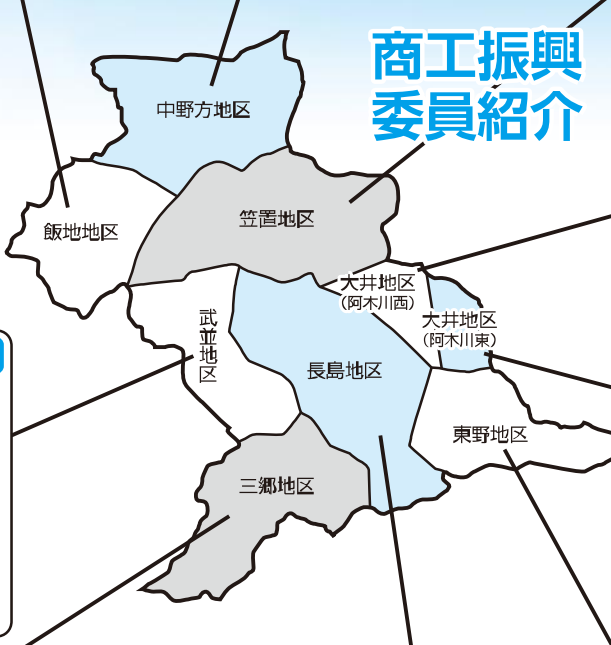 商工振興
委員紹介
中野方地区
笠置地区
飯地地区
大井地区
(阿木川西)
大井地区
(阿木川東)
武並地区
長島地区
東野地区
三郷地区